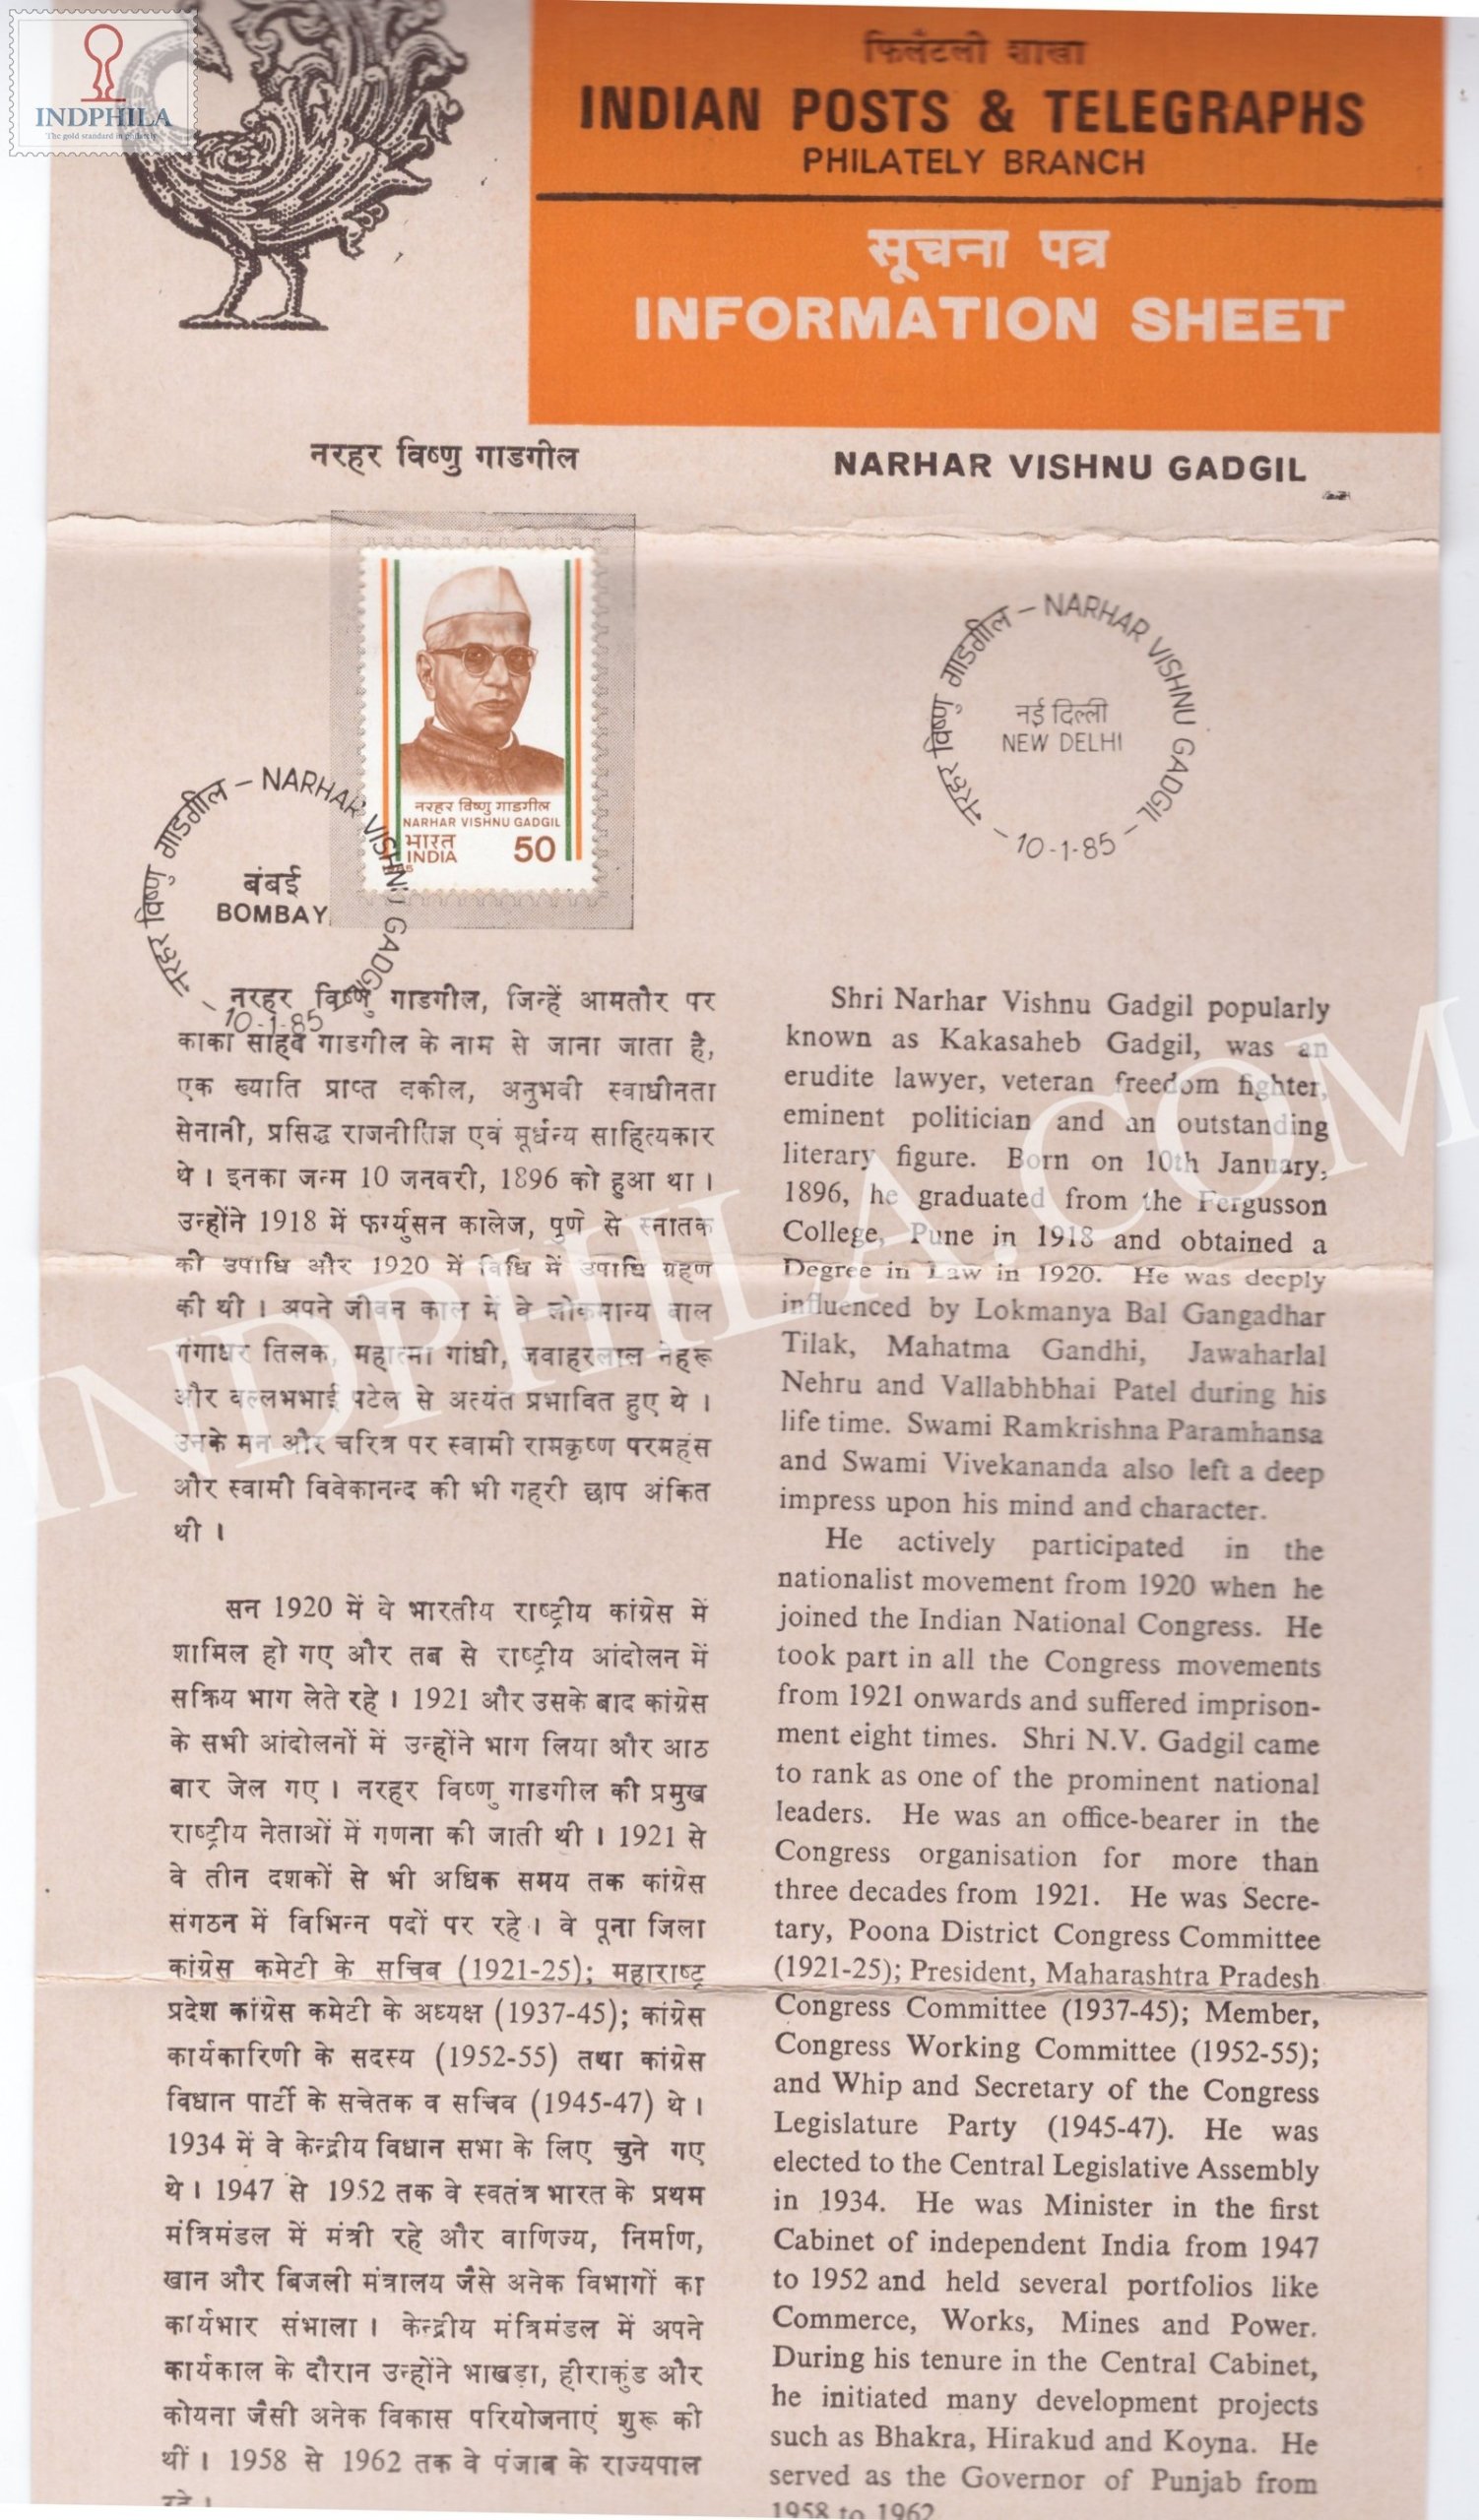 INDPHILA
The gold standard in philately
फिलैटली शाखा
INDIAN POSTS & TELEGRAPHS
PHILATELY BRANCH
सूचना पत्र
INFORMATION SHEET
नरहर विष्णु गाडगील
NARHAR VISHNU GADGIL
नरहर विष्णु गाडगील
NARHAR VISHNU GADGIL
भारत
INDIA
50
नरहर विष्णु गाडगील – NARHAR VISHNU GADGIL
बंबई
BOMBAY
10-1-85
नरहर विष्णु गाडगील – NARHAR VISHNU GADGIL
नई दिल्ली
NEW DELHI
10-1-85
नरहर विष्णु गाडगील, जिन्हें आमतौर पर
काका साहब गाडगील के नाम से जाना जाता है,
एक ख्याति प्राप्त वकील, अनुभवी स्वाधीनता
सेनानी, प्रसिद्ध राजनीतिज्ञ एवं मूर्धन्य साहित्यकार
थे । इनका जन्म 10 जनवरी, 1896 को हुआ था ।
उन्होंने 1918 में फर्ग्युसन कालेज, पुणे से स्नातक
की उपाधि और 1920 में विधि में उपाधि ग्रहण
की थी । अपने जीवन काल में वे लोकमान्य बाल
गंगाधर तिलक, महात्मा गांधी, जवाहरलाल नेहरू
और वल्लभभाई पटेल से अत्यंत प्रभावित हुए थे ।
उनके मन और चरित्र पर स्वामी रामकृष्ण परमहंस
और स्वामी विवेकानन्द की भी गहरी छाप अंकित
थी ।
सन 1920 में वे भारतीय राष्ट्रीय कांग्रेस में
शामिल हो गए और तब से राष्ट्रीय आंदोलन में
सक्रिय भाग लेते रहे । 1921 और उसके बाद कांग्रेस
के सभी आंदोलनों में उन्होंने भाग लिया और आठ
बार जेल गए । नरहर विष्णु गाडगील की प्रमुख
राष्ट्रीय नेताओं में गणना की जाती थी । 1921 से
वे तीन दशकों से भी अधिक समय तक कांग्रेस
संगठन में विभिन्न पदों पर रहे । वे पूना जिला
कांग्रेस कमेटी के सचिव (1921-25); महाराष्ट्र
प्रदेश कांग्रेस कमेटी के अध्यक्ष (1937-45); कांग्रेस
कार्यकारिणी के सदस्य (1952-55) तथा कांग्रेस
विधान पार्टी के सचेतक व सचिव (1945-47) थे ।
1934 में वे केन्द्रीय विधान सभा के लिए चुने गए
थे । 1947 से 1952 तक वे स्वतंत्र भारत के प्रथम
मंत्रिमंडल में मंत्री रहे और वाणिज्य, निर्माण,
खान और बिजली मंत्रालय जैसे अनेक विभागों का
कार्यभार संभाला । केन्द्रीय मंत्रिमंडल में अपने
कार्यकाल के दौरान उन्होंने भाखड़ा, हीराकुंड और
कोयना जैसी अनेक विकास परियोजनाएं शुरू की
थीं । 1958 से 1962 तक वे पंजाब के राज्यपाल
रहे ।
Shri Narhar Vishnu Gadgil popularly
known as Kakasaheb Gadgil, was an
erudite lawyer, veteran freedom fighter,
eminent politician and an outstanding
literary figure. Born on 10th January,
1896, he graduated from the Fergusson
College, Pune in 1918 and obtained a
Degree in Law in 1920. He was deeply
influenced by Lokmanya Bal Gangadhar
Tilak, Mahatma Gandhi, Jawaharlal
Nehru and Vallabhbhai Patel during his
life time. Swami Ramkrishna Paramhansa
and Swami Vivekananda also left a deep
impress upon his mind and character.
He actively participated in the
nationalist movement from 1920 when he
joined the Indian National Congress. He
took part in all the Congress movements
from 1921 onwards and suffered imprison-
ment eight times. Shri N.V. Gadgil came
to rank as one of the prominent national
leaders. He was an office-bearer in the
Congress organisation for more than
three decades from 1921. He was Secre-
tary, Poona District Congress Committee
(1921-25); President, Maharashtra Pradesh
Congress Committee (1937-45); Member,
Congress Working Committee (1952-55);
and Whip and Secretary of the Congress
Legislature Party (1945-47). He was
elected to the Central Legislative Assembly
in 1934. He was Minister in the first
Cabinet of independent India from 1947
to 1952 and held several portfolios like
Commerce, Works, Mines and Power.
During his tenure in the Central Cabinet,
he initiated many development projects
such as Bhakra, Hirakud and Koyna. He
served as the Governor of Punjab from
1958 to 1962
INDPHILA.COM